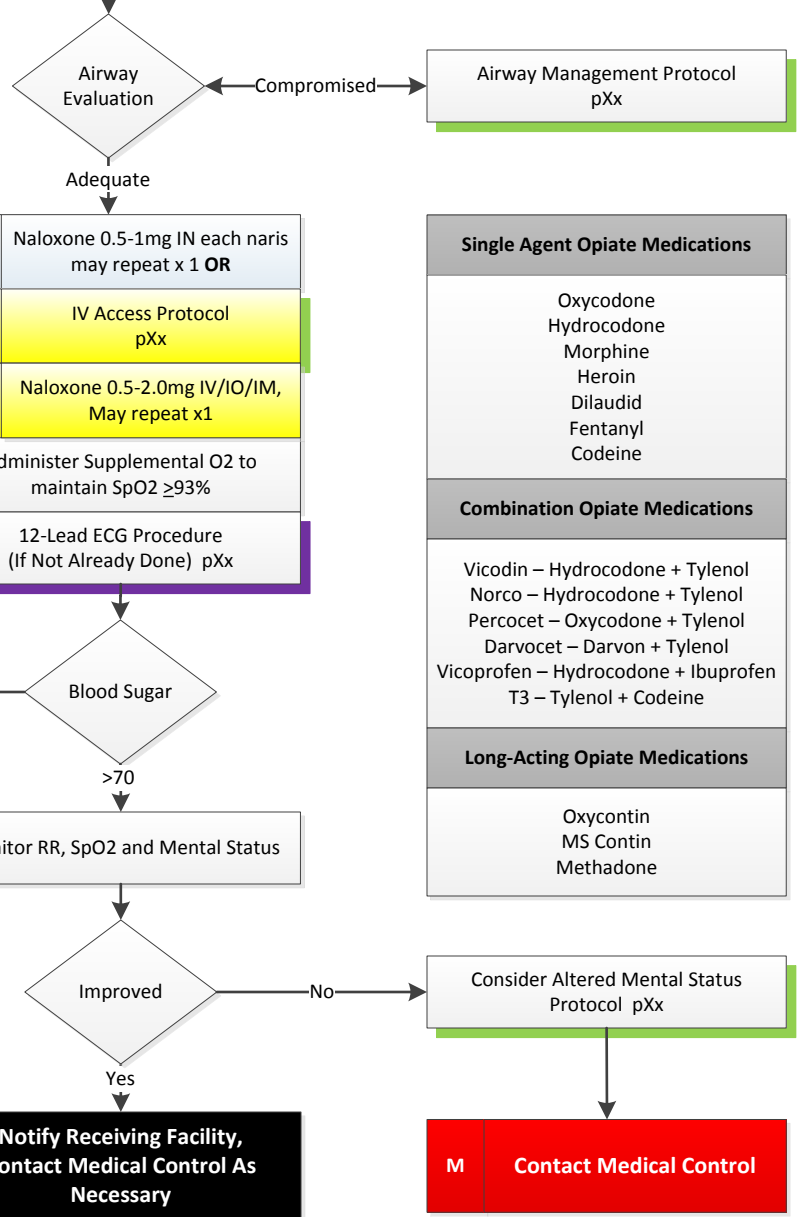 Airway
Evaluation
Compromised
Airway Management Protocol
pXx
Adequate
Naloxone 0.5-1mg IN each naris
may repeat x 1 OR
IV Access Protocol
pXx
Naloxone 0.5-2.0mg IV/IO/IM,
May repeat x1
dminister Supplemental O2 to
maintain SpO2 ≥93%
12-Lead ECG Procedure
(If Not Already Done) pXx
Blood Sugar
>70
itor RR, SpO2 and Mental Status
Improved
No
Yes
Notify Receiving Facility,
ontact Medical Control As
Necessary
Single Agent Opiate Medications
Oxycodone
Hydrocodone
Morphine
Heroin
Dilaudid
Fentanyl
Codeine
Combination Opiate Medications
Vicodin – Hydrocodone + Tylenol
Norco – Hydrocodone + Tylenol
Percocet – Oxycodone + Tylenol
Darvocet – Darvon + Tylenol
Vicoprofen – Hydrocodone + Ibuprofen
T3 – Tylenol + Codeine
Long-Acting Opiate Medications
Oxycontin
MS Contin
Methadone
Consider Altered Mental Status
Protocol pXx
M Contact Medical Control